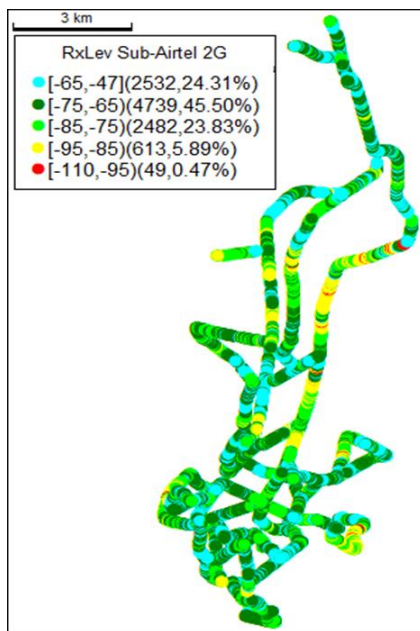 3 km
RxLev Sub-Airtel 2G
[-65,-47](2532,24.31%)
[-75,-65)(4739,45.50%)
[-85,-75)(2482,23.83%)
[-95,-85)(613,5.89%)
[-110,-95)(49,0.47%)